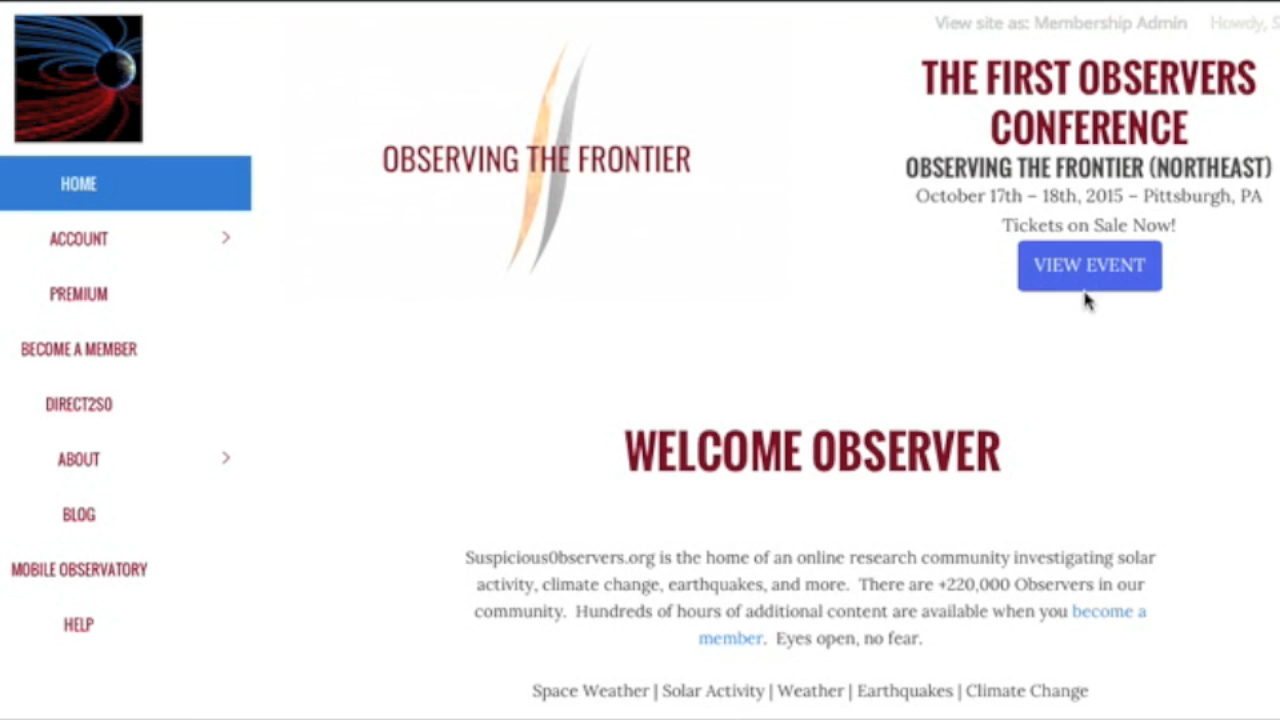 View site as: Membership Admin Howdy, S
HOME
ACCOUNT
PREMIUM
BECOME A MEMBER
DIRECT2S0
ABOUT
BLOG
MOBILE OBSERVATORY
HELP
OBSERVING THE FRONTIER
THE FIRST OBSERVERS
CONFERENCE
OBSERVING THE FRONTIER (NORTHEAST)
October 17th – 18th, 2015 – Pittsburgh, PA
Tickets on Sale Now!
VIEW EVENT
WELCOME OBSERVER
Suspicious0bservers.org is the home of an online research community investigating solar
activity, climate change, earthquakes, and more. There are +220,000 Observers in our
community. Hundreds of hours of additional content are available when you become a
member. Eyes open, no fear.
Space Weather | Solar Activity | Weather | Earthquakes | Climate Change